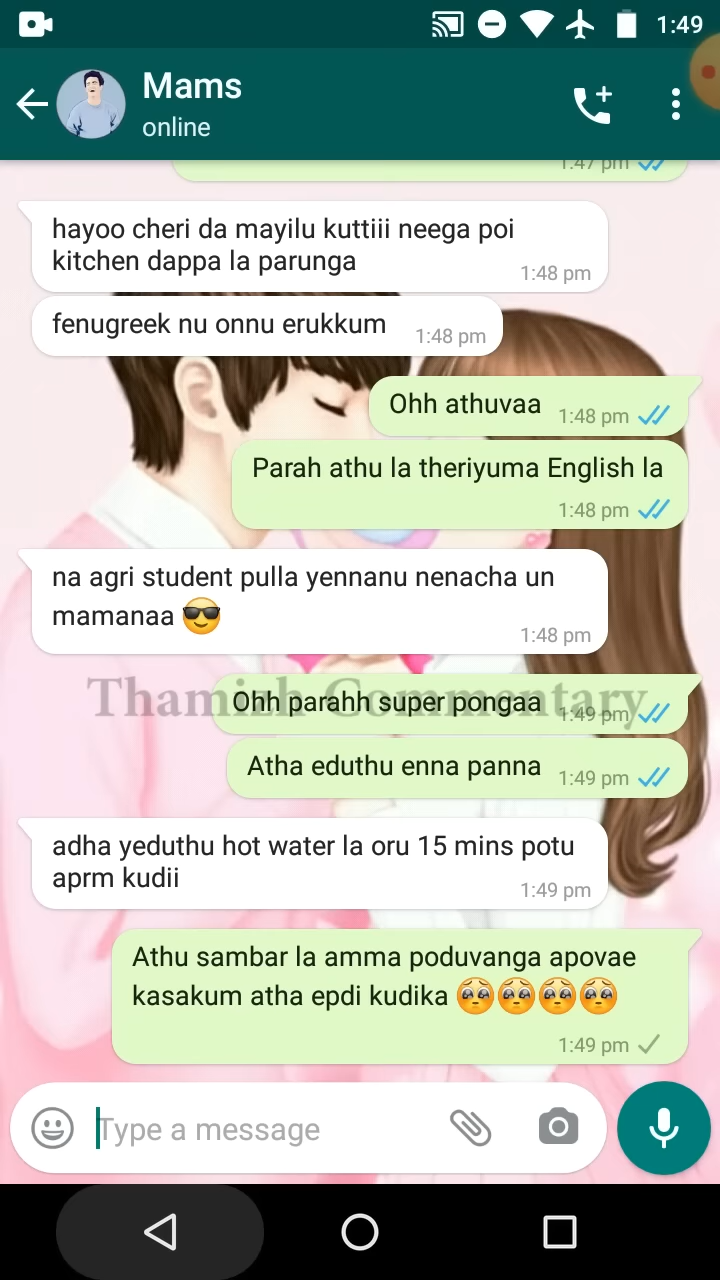 1:49
Mams
online
1:47 pm
hayoo cheri da mayilu kuttiii neega poi
kitchen dappa la parunga
1:48 pm
fenugreek nu onnu erukkum
1:48 pm
Ohh athuvaa
1:48 pm
Parah athu la theriyuma English la
1:48 pm
na agri student pulla yennanu nenacha un
mamanaa 😎
1:48 pm
Thamizh Commentary
Ohh parahh super pongaa
1:49 pm
Atha eduthu enna panna
1:49 pm
adha yeduthu hot water la oru 15 mins potu
aprm kudii
1:49 pm
Athu sambar la amma poduvanga apovae
kasakum atha epdi kudika 🥺🥺🥺🥺
1:49 pm
Type a message